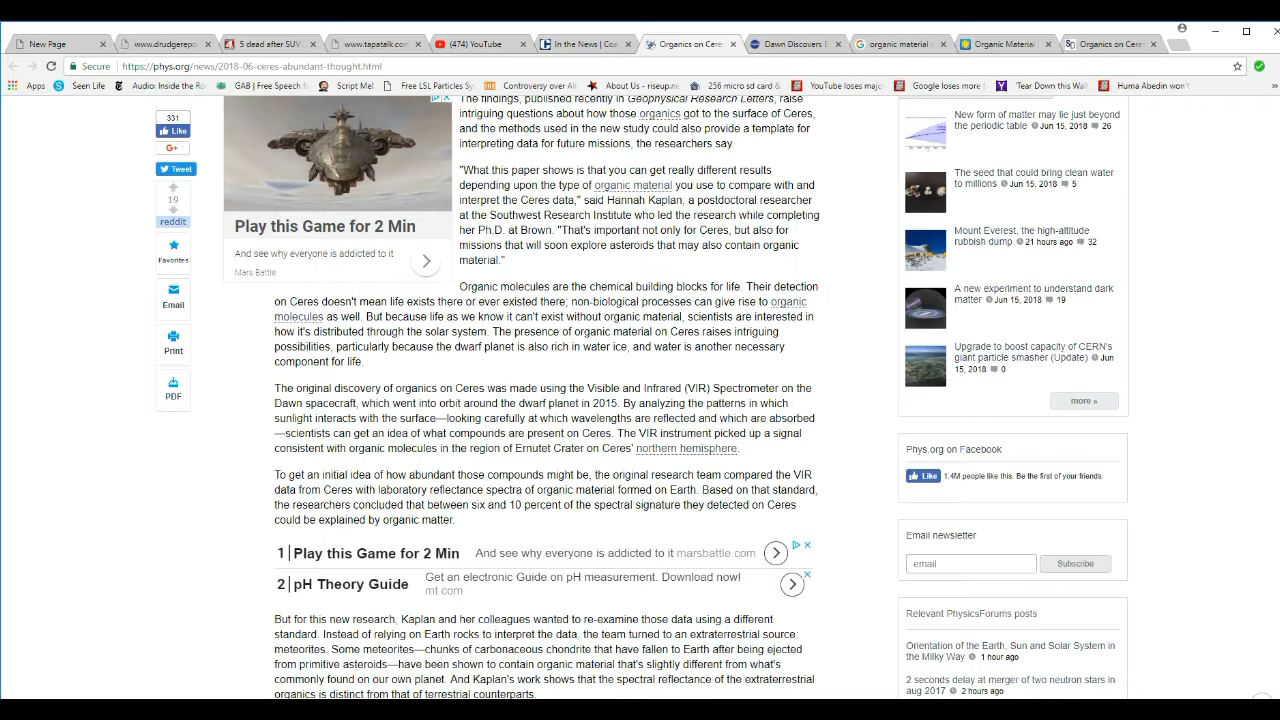 New Page
www.drudgerepo
5 dead after SUV
www.tapatalk.com
(474) YouTube
In the News | Coa
Organics on Ceres
Dawn Discovers E
organic material c
Organic Material
Organics on Ceres
Secure https://phys.org/news/2018-06-ceres-abundant-thought.html
Apps Seen Life Audio: Inside the Ro GAB | Free Speech f Script Me! Free LSL Particles Sy Controversy over Al About Us - riseup.ne 256 micro sd card & YouTube loses majo Google loses more t 'Tear Down this Wall Huma Abedin won't
331
Like
G+
Tweet
19
reddit
Favorites
Email
Print
PDF
Play this Game for 2 Min
And see why everyone is addicted to it
Mars Battle
The findings, published recently in Geophysical Research Letters, raise
intriguing questions about how those organics got to the surface of Ceres,
and the methods used in the new study could also provide a template for
interpreting data for future missions, the researchers say.
"What this paper shows is that you can get really different results
depending upon the type of organic material you use to compare with and
interpret the Ceres data," said Hannah Kaplan, a postdoctoral researcher
at the Southwest Research Institute who led the research while completing
her Ph.D. at Brown. "That's important not only for Ceres, but also for
missions that will soon explore asteroids that may also contain organic
material."
Organic molecules are the chemical building blocks for life. Their detection
on Ceres doesn't mean life exists there or ever existed there; non-biological processes can give rise to organic
molecules as well. But because life as we know it can't exist without organic material, scientists are interested in
how it's distributed through the solar system. The presence of organic material on Ceres raises intriguing
possibilities, particularly because the dwarf planet is also rich in water ice, and water is another necessary
component for life.
The original discovery of organics on Ceres was made using the Visible and Infrared (VIR) Spectrometer on the
Dawn spacecraft, which went into orbit around the dwarf planet in 2015. By analyzing the patterns in which
sunlight interacts with the surface—looking carefully at which wavelengths are reflected and which are absorbed
—scientists can get an idea of what compounds are present on Ceres. The VIR instrument picked up a signal
consistent with organic molecules in the region of Ernutet Crater on Ceres' northern hemisphere.
To get an initial idea of how abundant those compounds might be, the original research team compared the VIR
data from Ceres with laboratory reflectance spectra of organic material formed on Earth. Based on that standard,
the researchers concluded that between six and 10 percent of the spectral signature they detected on Ceres
could be explained by organic matter.
1 Play this Game for 2 Min And see why everyone is addicted to it marsbattle.com
2 pH Theory Guide Get an electronic Guide on pH measurement. Download now!
mt.com
But for this new research, Kaplan and her colleagues wanted to re-examine those data using a different
standard. Instead of relying on Earth rocks to interpret the data, the team turned to an extraterrestrial source:
meteorites. Some meteorites—chunks of carbonaceous chondrite that have fallen to Earth after being ejected
from primitive asteroids—have been shown to contain organic material that's slightly different from what's
commonly found on our own planet. And Kaplan's work shows that the spectral reflectance of the extraterrestrial
organics is distinct from that of terrestrial counterparts.
New form of matter may lie just beyond
the periodic table Jun 15, 2018 26
The seed that could bring clean water
to millions Jun 15, 2018 5
Mount Everest, the high-altitude
rubbish dump 21 hours ago 32
A new experiment to understand dark
matter Jun 15, 2018 19
Upgrade to boost capacity of CERN's
giant particle smasher (Update) Jun
15, 2018 0
more »
Phys.org on Facebook
Like 1.4M people like this. Be the first of your friends.
Email newsletter
email Subscribe
Relevant PhysicsForums posts
Orientation of the Earth, Sun and Solar System in
the Milky Way 1 hour ago
2 seconds delay at merger of two neutron stars in
aug 2017 2 hours ago